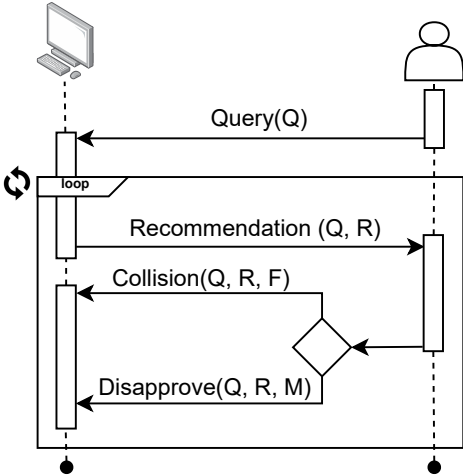 Query(Q)
loop
Recommendation (Q, R)
Collision(Q, R, F)
Disapprove(Q, R, M)